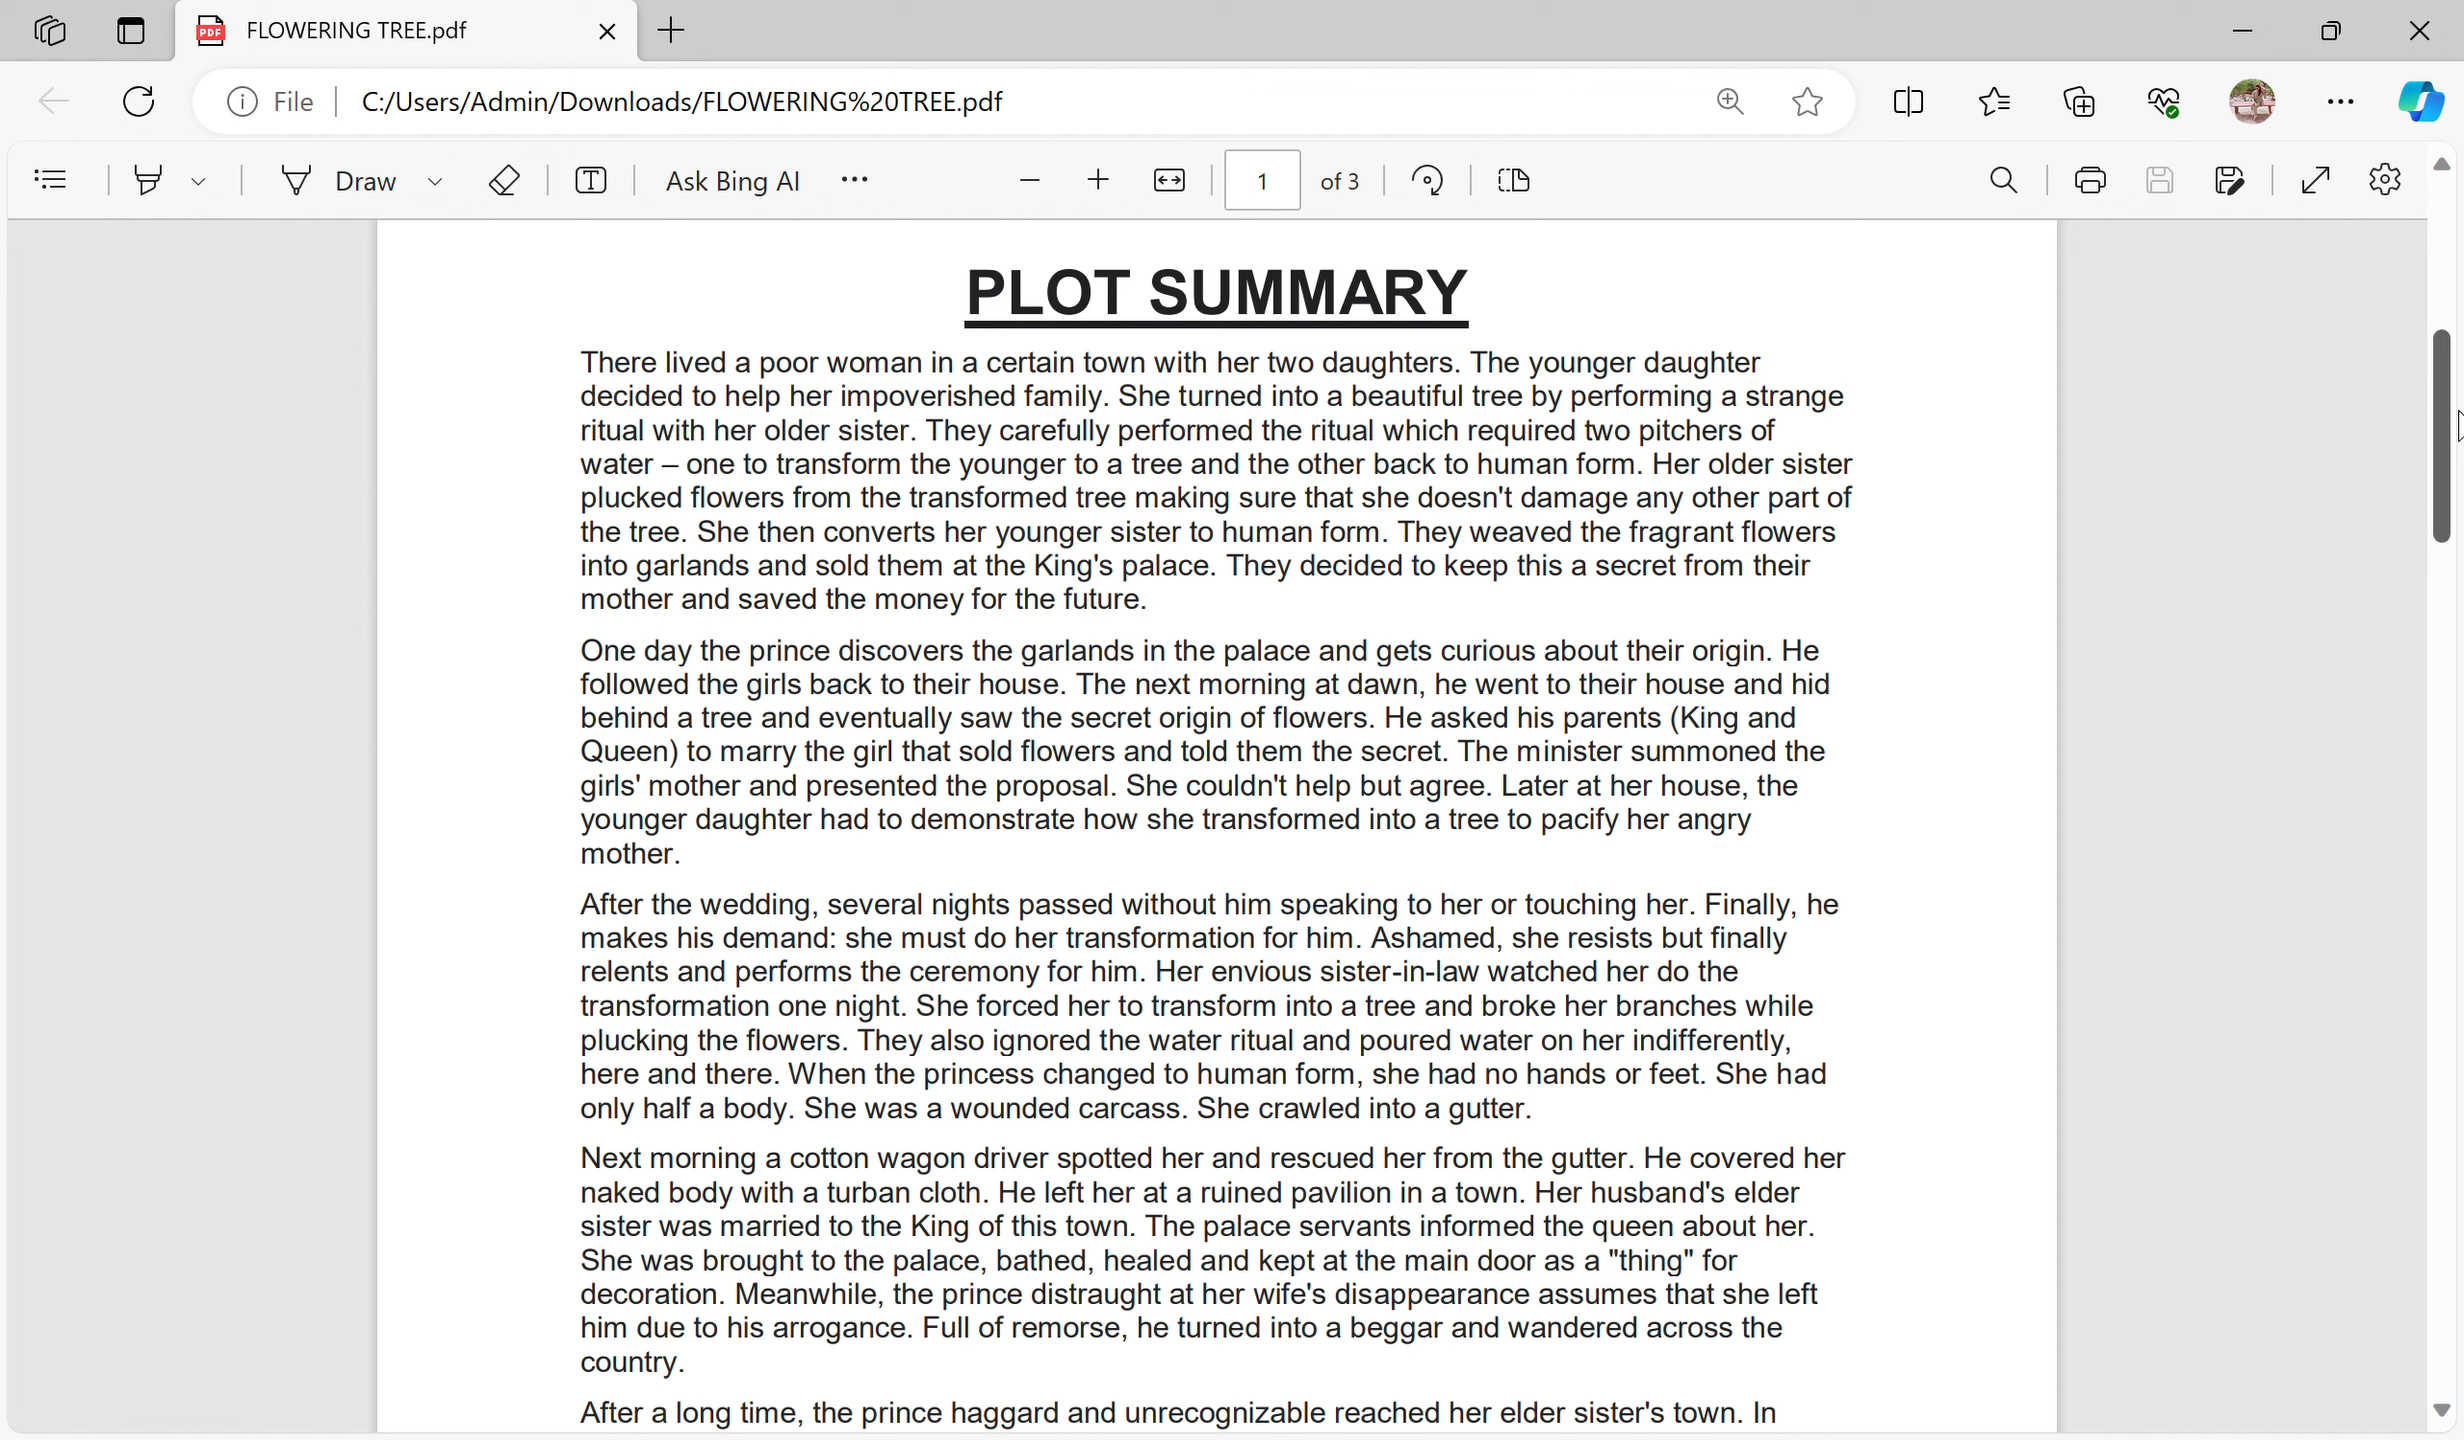 FLOWERING TREE.pdf
File C:/Users/Admin/Downloads/FLOWERING%20TREE.pdf
Draw Ask Bing AI 1 of 3
PLOT SUMMARY
There lived a poor woman in a certain town with her two daughters. The younger daughter
decided to help her impoverished family. She turned into a beautiful tree by performing a strange
ritual with her older sister. They carefully performed the ritual which required two pitchers of
water – one to transform the younger to a tree and the other back to human form. Her older sister
plucked flowers from the transformed tree making sure that she doesn't damage any other part of
the tree. She then converts her younger sister to human form. They weaved the fragrant flowers
into garlands and sold them at the King's palace. They decided to keep this a secret from their
mother and saved the money for the future.
One day the prince discovers the garlands in the palace and gets curious about their origin. He
followed the girls back to their house. The next morning at dawn, he went to their house and hid
behind a tree and eventually saw the secret origin of flowers. He asked his parents (King and
Queen) to marry the girl that sold flowers and told them the secret. The minister summoned the
girls' mother and presented the proposal. She couldn't help but agree. Later at her house, the
younger daughter had to demonstrate how she transformed into a tree to pacify her angry
mother.
After the wedding, several nights passed without him speaking to her or touching her. Finally, he
makes his demand: she must do her transformation for him. Ashamed, she resists but finally
relents and performs the ceremony for him. Her envious sister-in-law watched her do the
transformation one night. She forced her to transform into a tree and broke her branches while
plucking the flowers. They also ignored the water ritual and poured water on her indifferently,
here and there. When the princess changed to human form, she had no hands or feet. She had
only half a body. She was a wounded carcass. She crawled into a gutter.
Next morning a cotton wagon driver spotted her and rescued her from the gutter. He covered her
naked body with a turban cloth. He left her at a ruined pavilion in a town. Her husband's elder
sister was married to the King of this town. The palace servants informed the queen about her.
She was brought to the palace, bathed, healed and kept at the main door as a "thing" for
decoration. Meanwhile, the prince distraught at her wife's disappearance assumes that she left
him due to his arrogance. Full of remorse, he turned into a beggar and wandered across the
country.
After a long time, the prince haggard and unrecognizable reached her elder sister's town. In